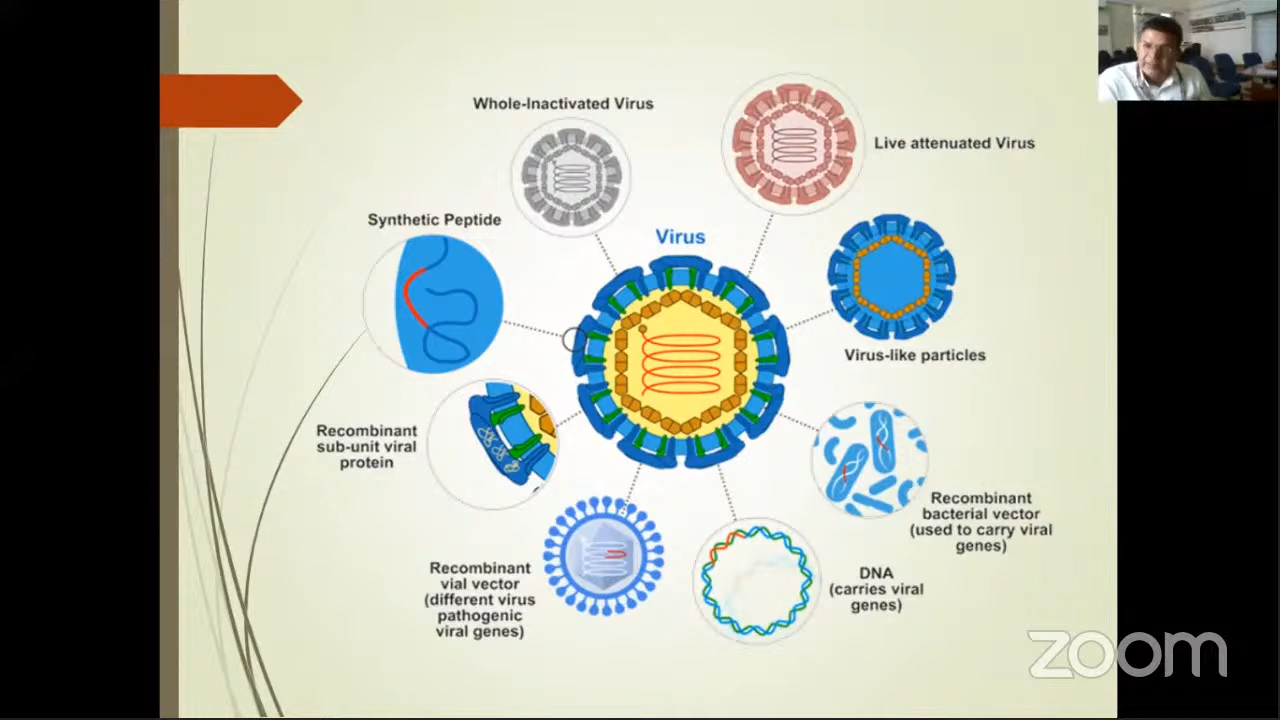 Whole-Inactivated Virus
Live attenuated Virus
Synthetic Peptide
Virus
Virus-like particles
Recombinant
sub-unit viral
protein
Recombinant
bacterial vector
(used to carry viral
genes)
Recombinant
vial vector
(different virus
pathogenic
viral genes)
DNA
(carries viral
genes)
zoom